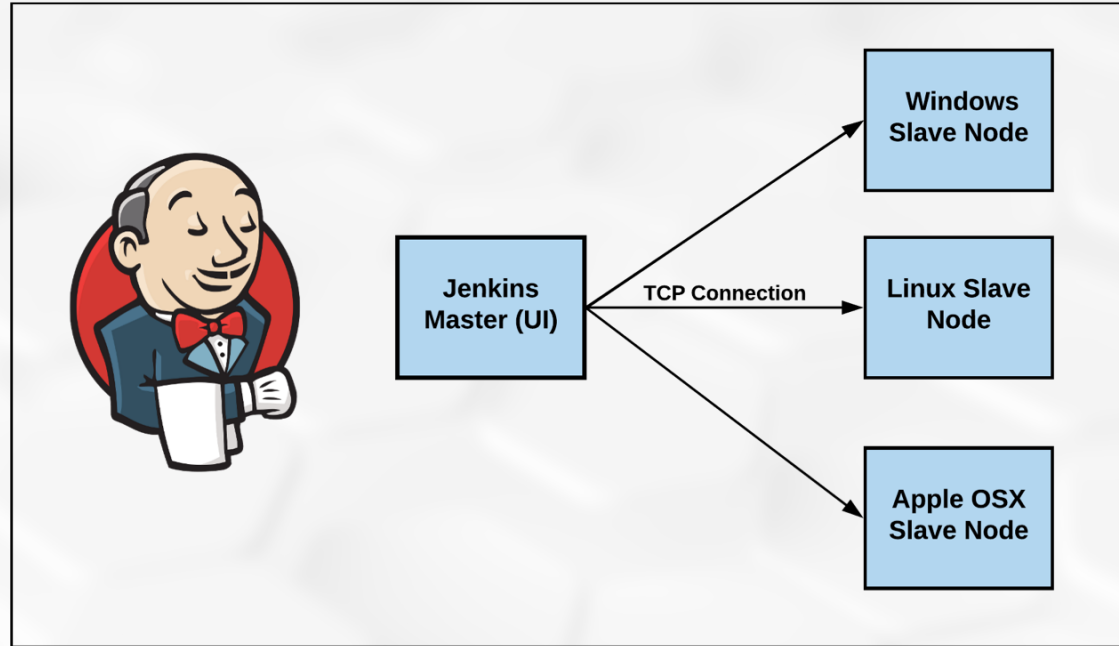 Windows
Slave Node
Jenkins
Master (UI)
TCP Connection
Linux Slave
Node
Apple OSX
Slave Node